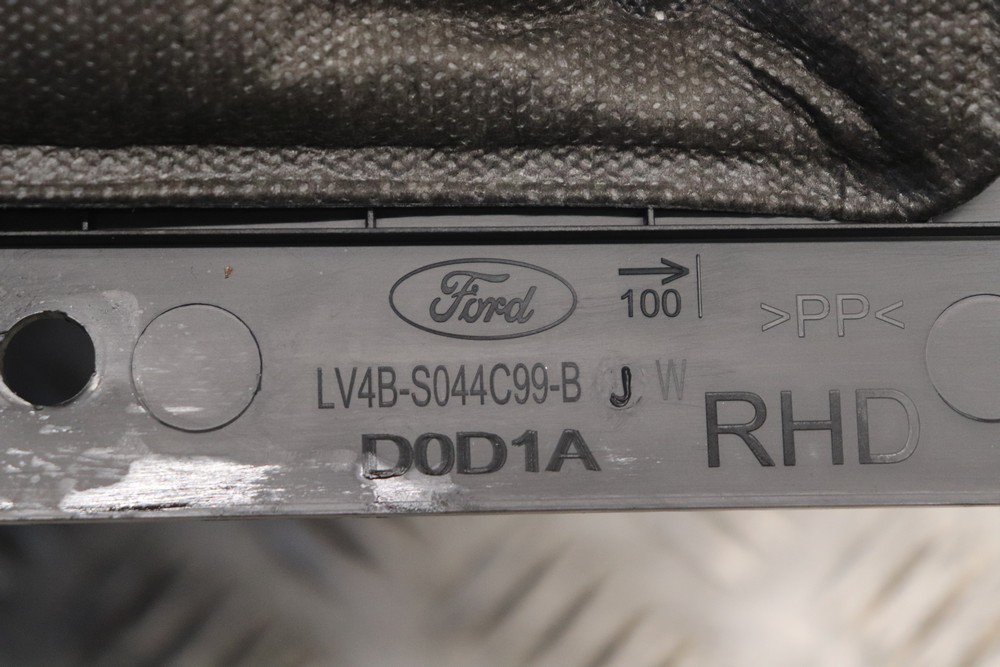 Ford
100
>PP<
LV4B-S044C99-B J W
RHD
D0D1A